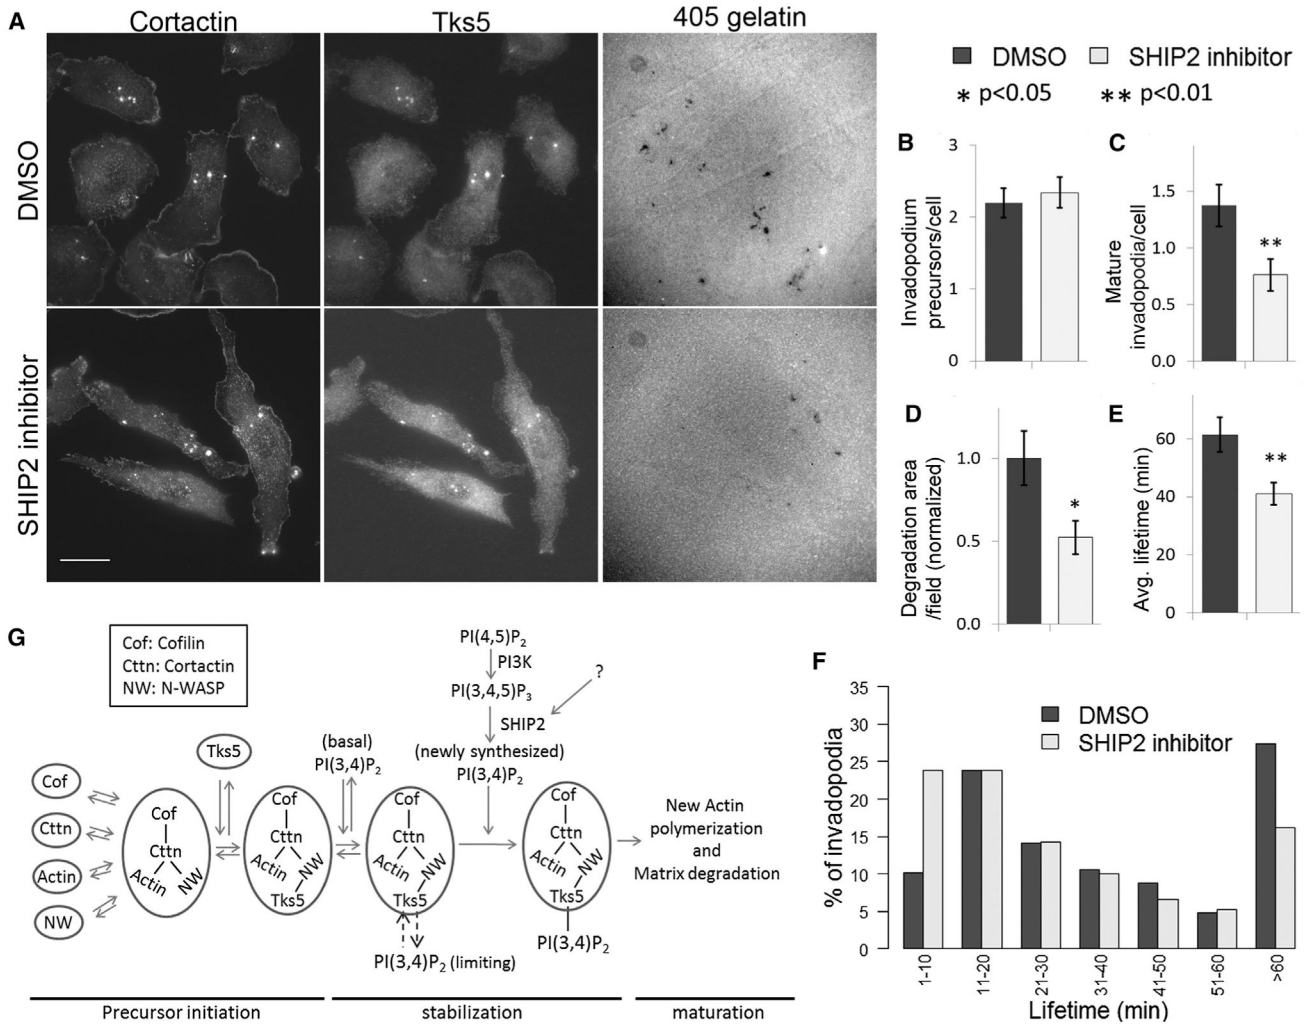 A
Cortactin
Tks5
405 gelatin
DMSO
SHIP2 inhibitor
DMSO
SHIP2 inhibitor
* p<0.05
** p<0.01
B
Invadopodium
precursors/cell
3
2
1
0
C
Mature
invadopodia/cell
1.5
1.0
0.5
0.0
**
D
Degradation area
/field (normalized)
1.0
0.5
0.0
*
E
Avg. lifetime (min)
60
40
20
0
**
G
Cof: Cofilin
Cttn: Cortactin
NW: N-WASP
PI(4,5)P2
PI3K
PI(3,4,5)P3
?
SHIP2
(newly synthesized)
PI(3,4)P2
(basal)
PI(3,4)P2
Tks5
Cof
Cttn
Actin
NW
Cof
Cttn
Actin
NW
Cof
Cttn
Actin
NW
Tks5
Cof
Cttn
Actin
NW
Tks5
PI(3,4)P2 (limiting)
Cof
Cttn
Actin
NW
Tks5
PI(3,4)P2
New Actin
polymerization
and
Matrix degradation
Precursor initiation
stabilization
maturation
F
% of invadopodia
35
30
25
20
15
10
5
0
DMSO
SHIP2 inhibitor
1-10
11-20
21-30
31-40
41-50
51-60
>60
Lifetime (min)